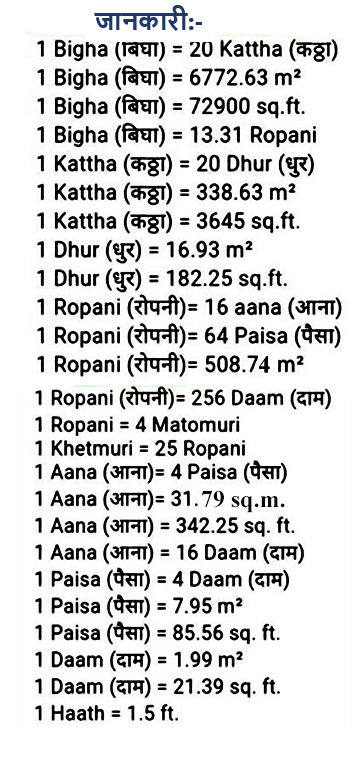 जानकारी:-
1 Bigha (बिघा) = 20 Kattha (कठ्ठा)
1 Bigha (बिघा) = 6772.63 m²
1 Bigha (बिघा) = 72900 sq.ft.
1 Bigha (बिघा) = 13.31 Ropani
1 Kattha (कठ्ठा) = 20 Dhur (धुर)
1 Kattha (कठ्ठा) = 338.63 m²
1 Kattha (कठ्ठा) = 3645 sq.ft.
1 Dhur (धुर) = 16.93 m²
1 Dhur (धुर) = 182.25 sq.ft.
1 Ropani (रोपनी)= 16 aana (आना)
1 Ropani (रोपनी)= 64 Paisa (पैसा)
1 Ropani (रोपनी)= 508.74 m²
1 Ropani (रोपनी)= 256 Daam (दाम)
1 Ropani = 4 Matomuri
1 Khetmuri = 25 Ropani
1 Aana (आना)= 4 Paisa (पैसा)
1 Aana (आना)= 31.79 sq.m.
1 Aana (आना) = 342.25 sq. ft.
1 Aana (आना) = 16 Daam (दाम)
1 Paisa (पैसा) = 4 Daam (दाम)
1 Paisa (पैसा) = 7.95 m²
1 Paisa (पैसा) = 85.56 sq. ft.
1 Daam (दाम) = 1.99 m²
1 Daam (दाम) = 21.39 sq. ft.
1 Haath = 1.5 ft.